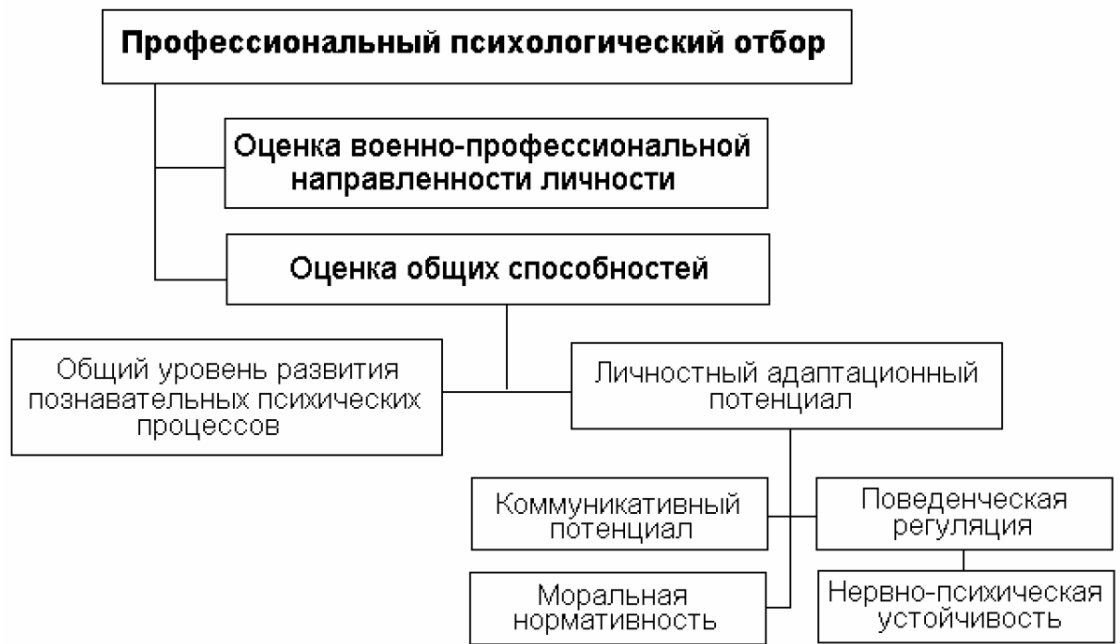 Профессиональный психологический отбор
Оценка военно-профессиональной
направленности личности
Оценка общих способностей
Общий уровень развития
познавательных психических
процессов
Личностный адаптационный
потенциал
Коммуникативный
потенциал
Поведенческая
регуляция
Моральная
нормативность
Нервно-психическая
устойчивость